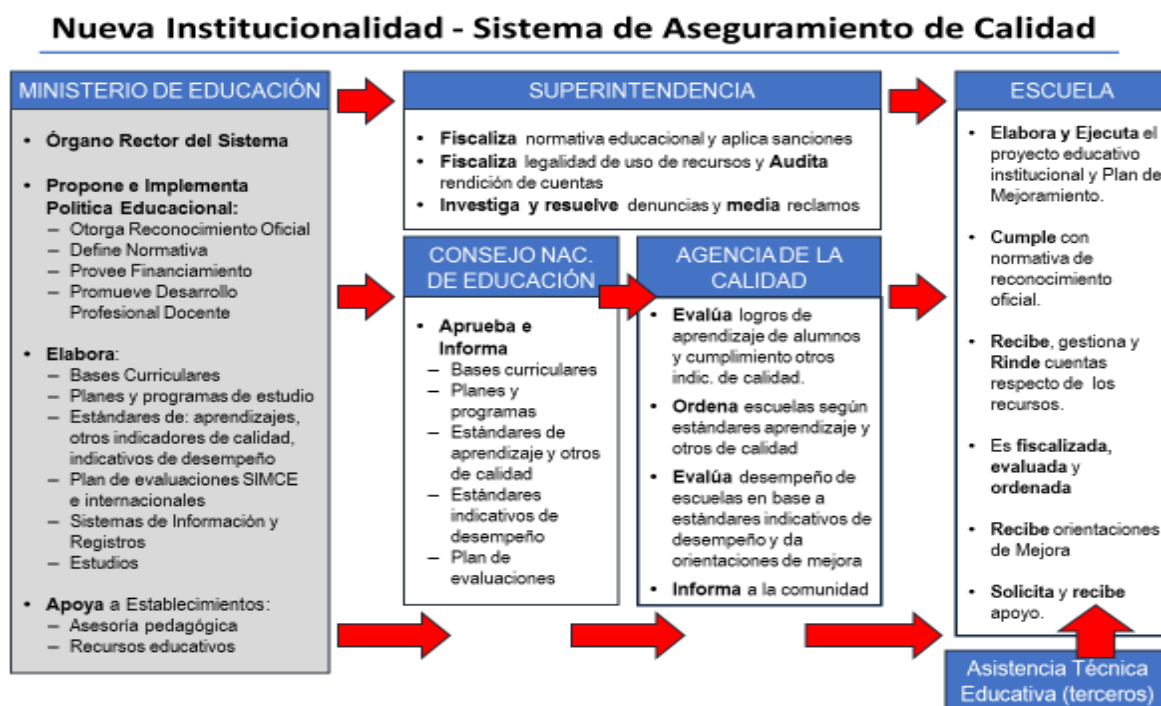 Nueva Institucionalidad - Sistema de Aseguramiento de Calidad
MINISTERIO DE EDUCACIÓN
• Órgano Rector del Sistema
• Propone e Implementa
Política Educacional:
– Otorga Reconocimiento Oficial
– Define Normativa
– Provee Financiamiento
– Promueve Desarrollo
Profesional Docente
• Elabora:
– Bases Curriculares
– Planes y programas de estudio
– Estándares de: aprendizajes,
otros indicadores de calidad,
indicativos de desempeño
– Plan de evaluaciones SIMCE
e internacionales
– Sistemas de Información y
Registros
– Estudios
• Apoya a Establecimientos:
– Asesoría pedagógica
– Recursos educativos
SUPERINTENDENCIA
• Fiscaliza normativa educacional y aplica sanciones
• Fiscaliza legalidad de uso de recursos y Audita
rendición de cuentas
• Investiga y resuelve denuncias y media reclamos
CONSEJO NAC.
DE EDUCACIÓN
• Aprueba e
Informa
– Bases curriculares
– Planes y
programas
– Estándares de
aprendizaje y otros
de calidad
– Estándares
indicativos de
desempeño
– Plan de
evaluaciones
AGENCIA DE LA
CALIDAD
• Evalúa logros de
aprendizaje de alumnos
y cumplimiento otros
indic. de calidad.
• Ordena escuelas según
estándares aprendizaje y
otros de calidad
• Evalúa desempeño de
escuelas en base a
estándares indicativos de
desempeño y da
orientaciones de mejora
• Informa a la comunidad
ESCUELA
• Elabora y Ejecuta el
proyecto educativo
institucional y Plan de
Mejoramiento.
• Cumple con
normativa de
reconocimiento
oficial.
• Recibe, gestiona y
Rinde cuentas
respecto de los
recursos.
• Es fiscalizada,
evaluada y
ordenada
• Recibe orientaciones
de Mejora
• Solicita y recibe
apoyo.
Asistencia Técnica
Educativa (terceros)